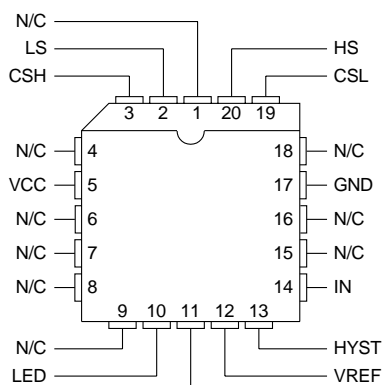 N/C
LS
HS
CSH
CSL
3 2 1 20 19
N/C 4 18 N/C
VCC 5 17 GND
N/C 6 16 N/C
N/C 7 15 N/C
N/C 8 14 IN
9 10 11 12 13
N/C
HYST
LED
VREF